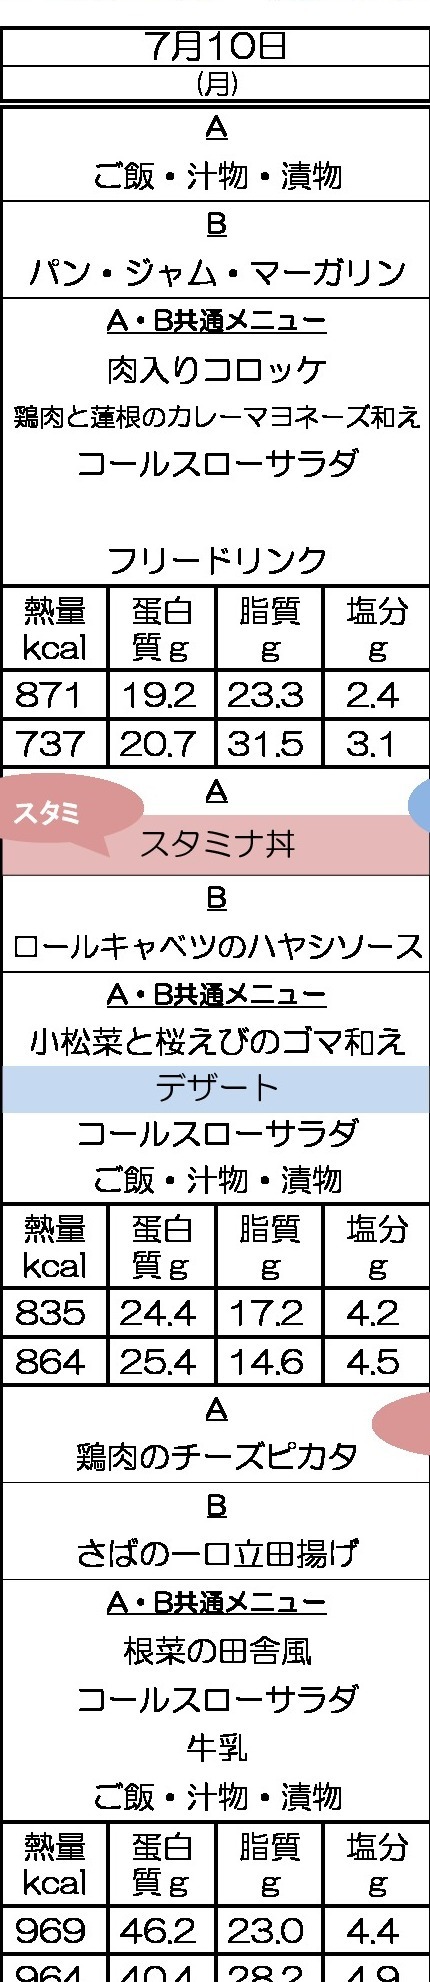 7月10日
(月)
A
ご飯・汁物・漬物
B
パン・ジャム・マーガリン
A・B共通メニュー
肉入りコロッケ
鶏肉と蓮根のカレーマヨネーズ和え
コールスローサラダ
フリードリンク
熱量 蛋白 脂質 塩分
kcal 質g g g
871 19.2 23.3 2.4
737 20.7 31.5 3.1
A
スタミ
スタミナ丼
B
ロールキャベツのハヤシソース
A・B共通メニュー
小松菜と桜えびのゴマ和え
デザート
コールスローサラダ
ご飯・汁物・漬物
熱量 蛋白 脂質 塩分
kcal 質g g g
835 24.4 17.2 4.2
864 25.4 14.6 4.5
A
鶏肉のチーズピカタ
B
さばの一口立田揚げ
A・B共通メニュー
根菜の田舎風
コールスローサラダ
牛乳
ご飯・汁物・漬物
熱量 蛋白 脂質 塩分
kcal 質g g g
969 46.2 23.0 4.4
964 40.4 28.2 4.9